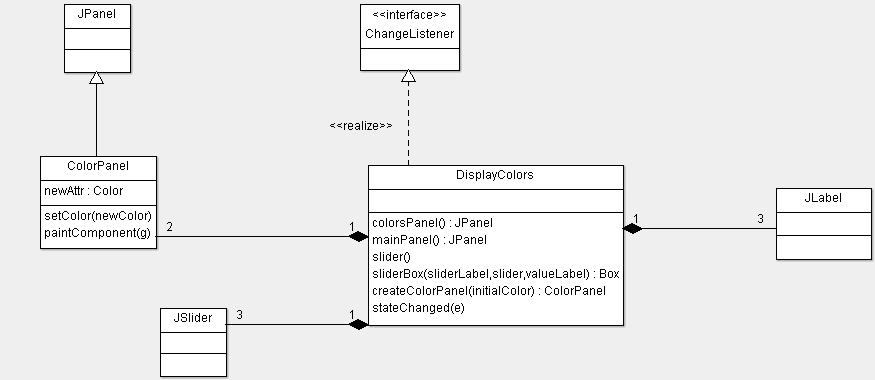 JPanel
<<interface>>
ChangeListener
<<realize>>
ColorPanel
newAttr : Color
setColor(newColor)
paintComponent(g)
2
1
DisplayColors
colorsPanel() : JPanel
mainPanel() : JPanel
slider()
sliderBox(sliderLabel,slider,valueLabel) : Box
createColorPanel(initialColor) : ColorPanel
stateChanged(e)
1
3
JLabel
JSlider
3
1